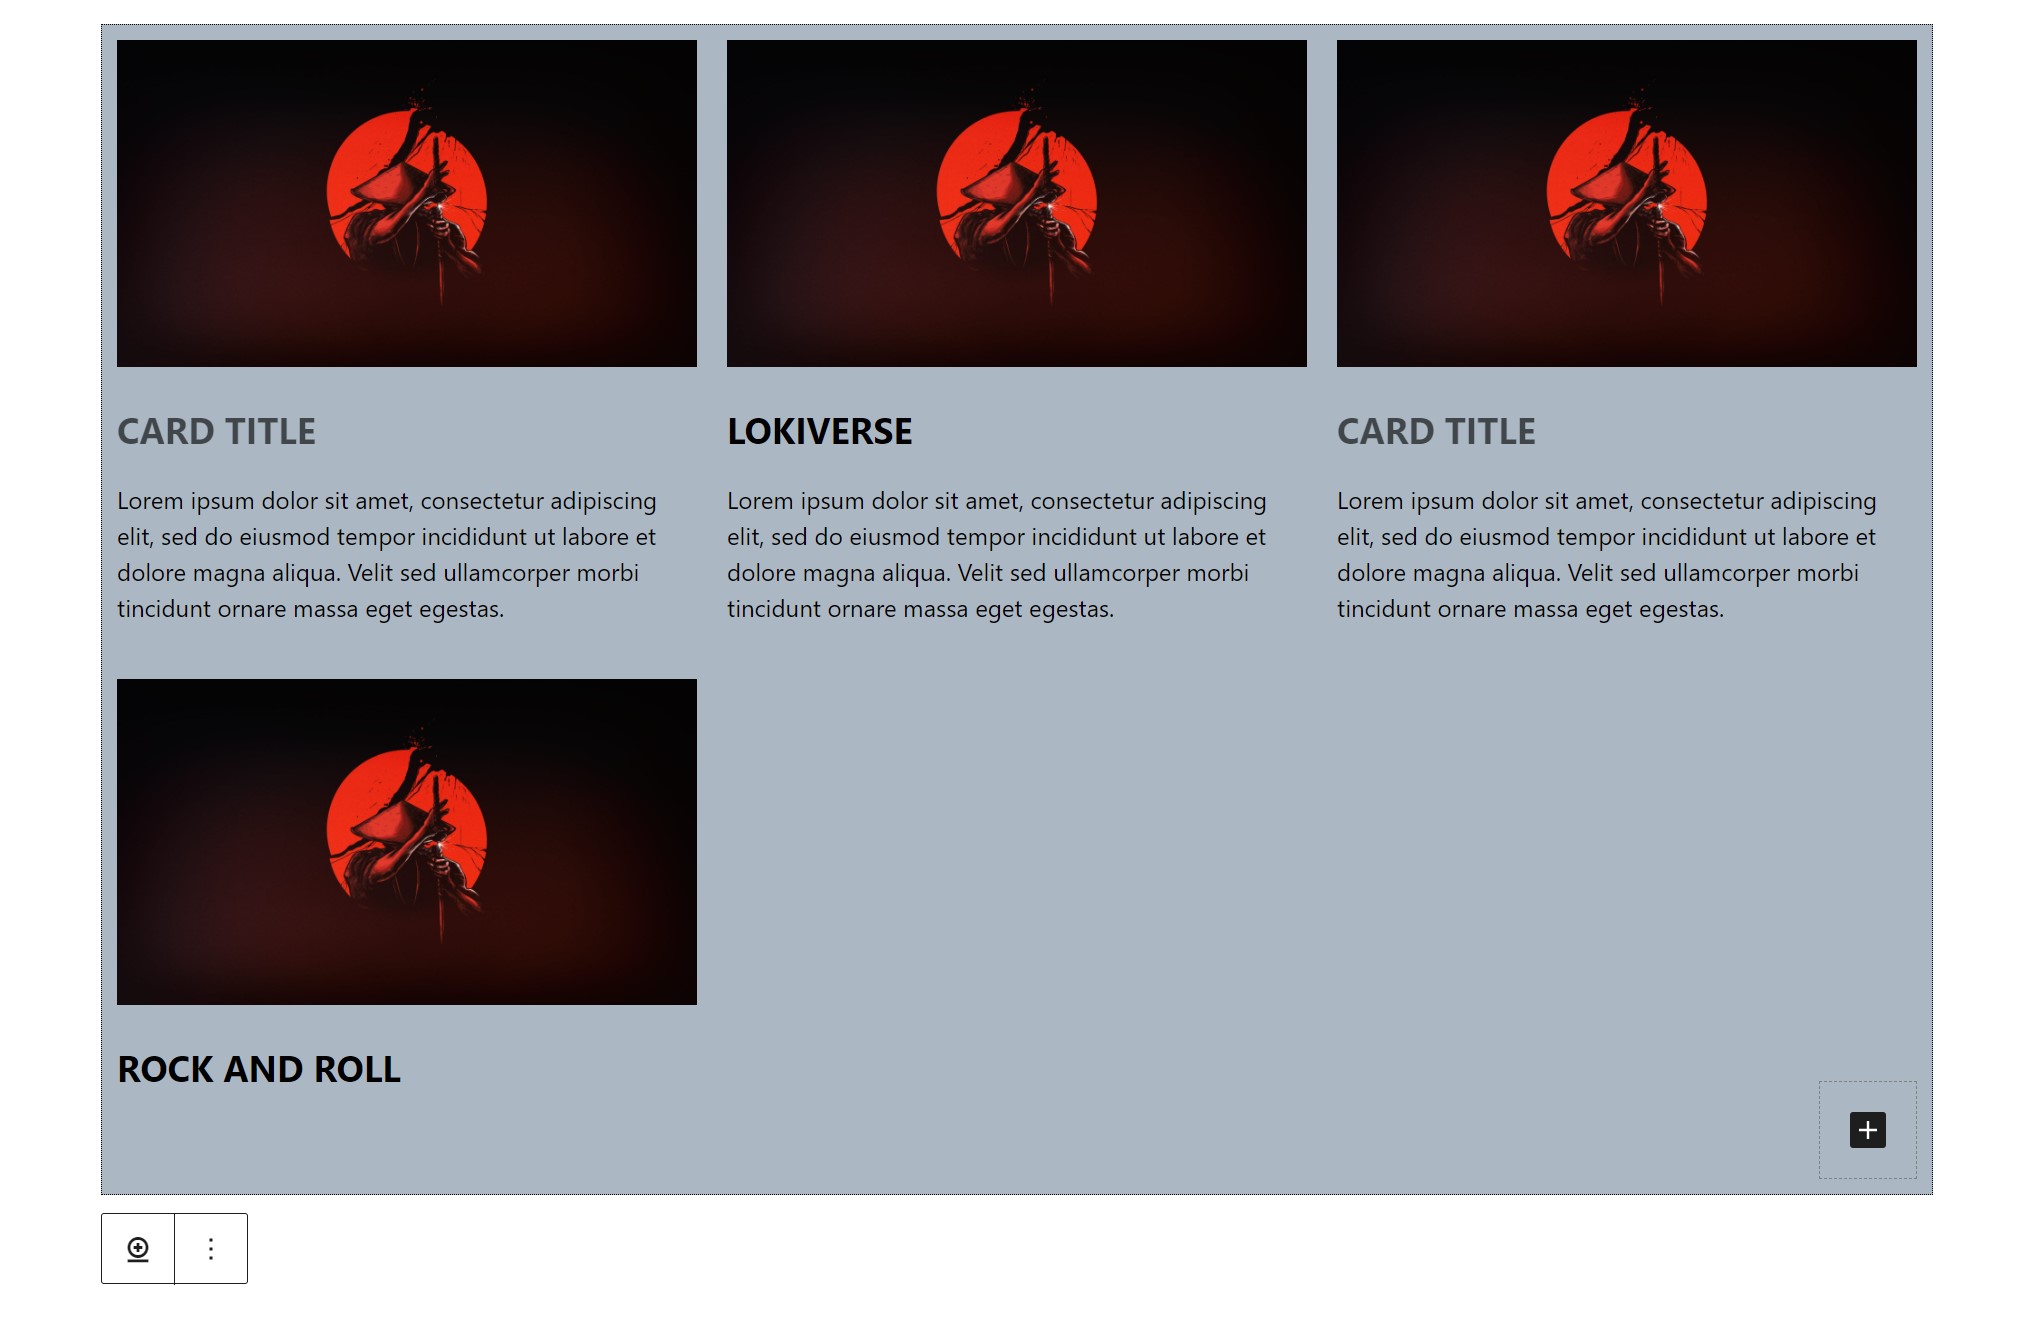 CARD TITLE
Lorem ipsum dolor sit amet, consectetur adipiscing
elit, sed do eiusmod tempor incididunt ut labore et
dolore magna aliqua. Velit sed ullamcorper morbi
tincidunt ornare massa eget egestas.
LOKIVERSE
Lorem ipsum dolor sit amet, consectetur adipiscing
elit, sed do eiusmod tempor incididunt ut labore et
dolore magna aliqua. Velit sed ullamcorper morbi
tincidunt ornare massa eget egestas.
CARD TITLE
Lorem ipsum dolor sit amet, consectetur adipiscing
elit, sed do eiusmod tempor incididunt ut labore et
dolore magna aliqua. Velit sed ullamcorper morbi
tincidunt ornare massa eget egestas.
ROCK AND ROLL